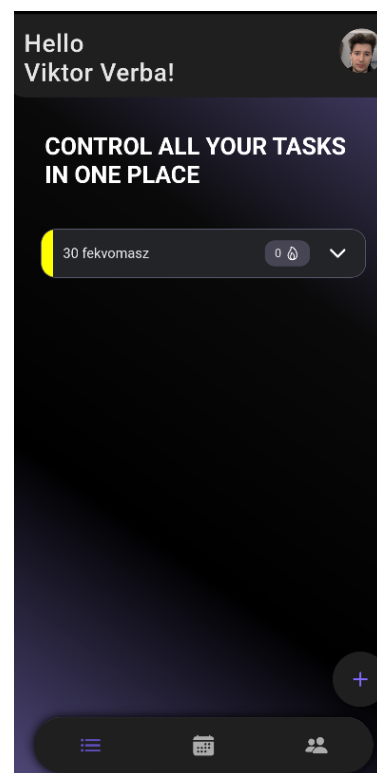 Hello
Viktor Verba!
CONTROL ALL YOUR TASKS
IN ONE PLACE
30 fekvomasz
0
+